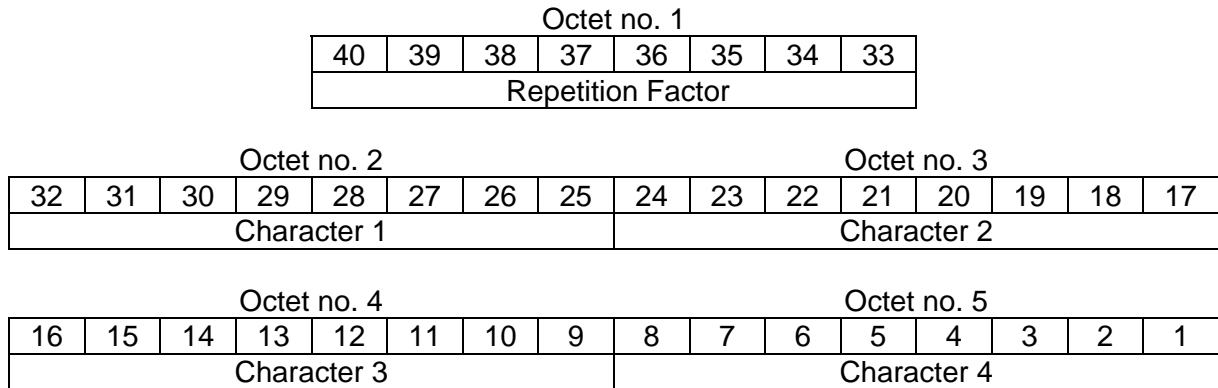 Octet no. 1
40 39 38 37 36 35 34 33
Repetition Factor
Octet no. 2 Octet no. 3
32 31 30 29 28 27 26 25 24 23 22 21 20 19 18 17
Character 1 Character 2
Octet no. 4 Octet no. 5
16 15 14 13 12 11 10 9 8 7 6 5 4 3 2 1
Character 3 Character 4